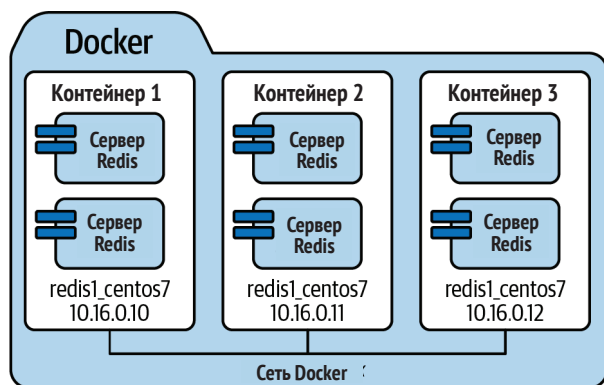 Docker
Контейнер 1
Сервер
Redis
Сервер
Redis
redis1_centos7
10.16.0.10
Контейнер 2
Сервер
Redis
Сервер
Redis
redis1_centos7
10.16.0.11
Контейнер 3
Сервер
Redis
Сервер
Redis
redis1_centos7
10.16.0.12
Сеть Docker